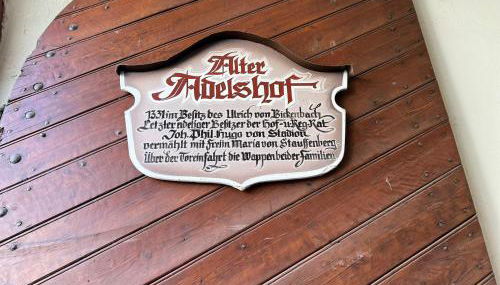 Alter
Adelshof
1331 im Besitz des Ulrich von Bickenbach
Letzter adeliger Besitzer der Hof-u.Reg.Rat
Joh. Phil. Hugo von Stadion
vermählt mit Freiin Maria von Stauffenberg
Über der Toreinfahrt die Wappen beider Familien